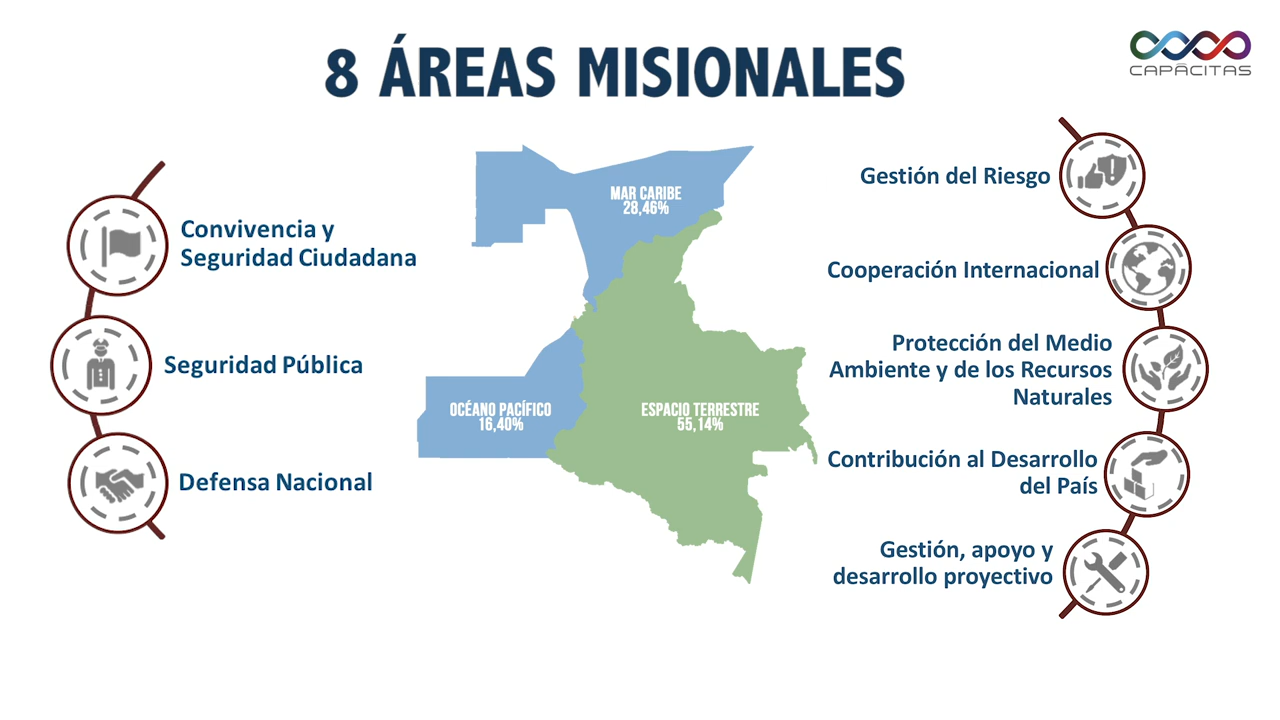 8 ÁREAS MISIONALES
CAPACITAS
Convivencia y
Seguridad Ciudadana
Seguridad Pública
Defensa Nacional
MAR CARIBE
28,46%
OCÉANO PACÍFICO
16,40%
ESPACIO TERRESTRE
55,14%
Gestión del Riesgo
Cooperación Internacional
Protección del Medio
Ambiente y de los Recursos
Naturales
Contribución al Desarrollo
del País
Gestión, apoyo y
desarrollo proyectivo